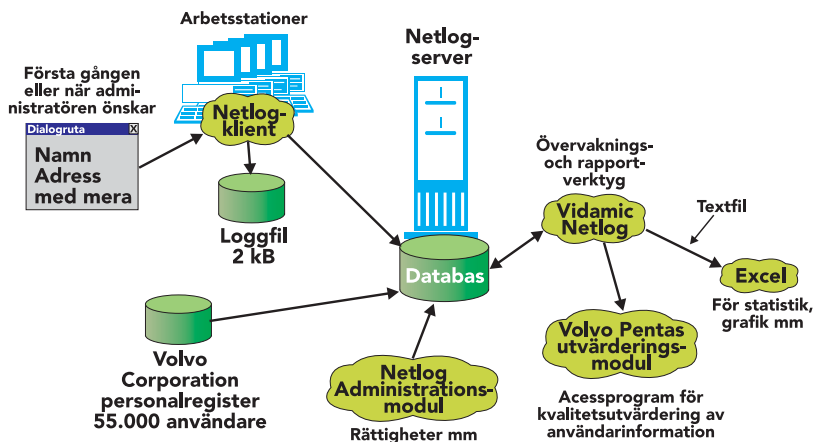 Arbetsstationer
Första gången
eller när admi-
nistratören önskar
Dialogruta X
Namn
Adress
med mera
Netlog-
klient
Loggfil
2 kB
Netlog-
server
Databas
Volvo
Corporation
personalregister
55.000 användare
Netlog
Administrations-
modul
Rättigheter mm
Övervaknings-
och rapport-
verktyg
Vidamic
Netlog
Textfil
Excel
För statistik,
grafik mm
Volvo Pentas
utvärderings-
modul
Acessprogram för
kvalitetsutvärdering av
användarinformation